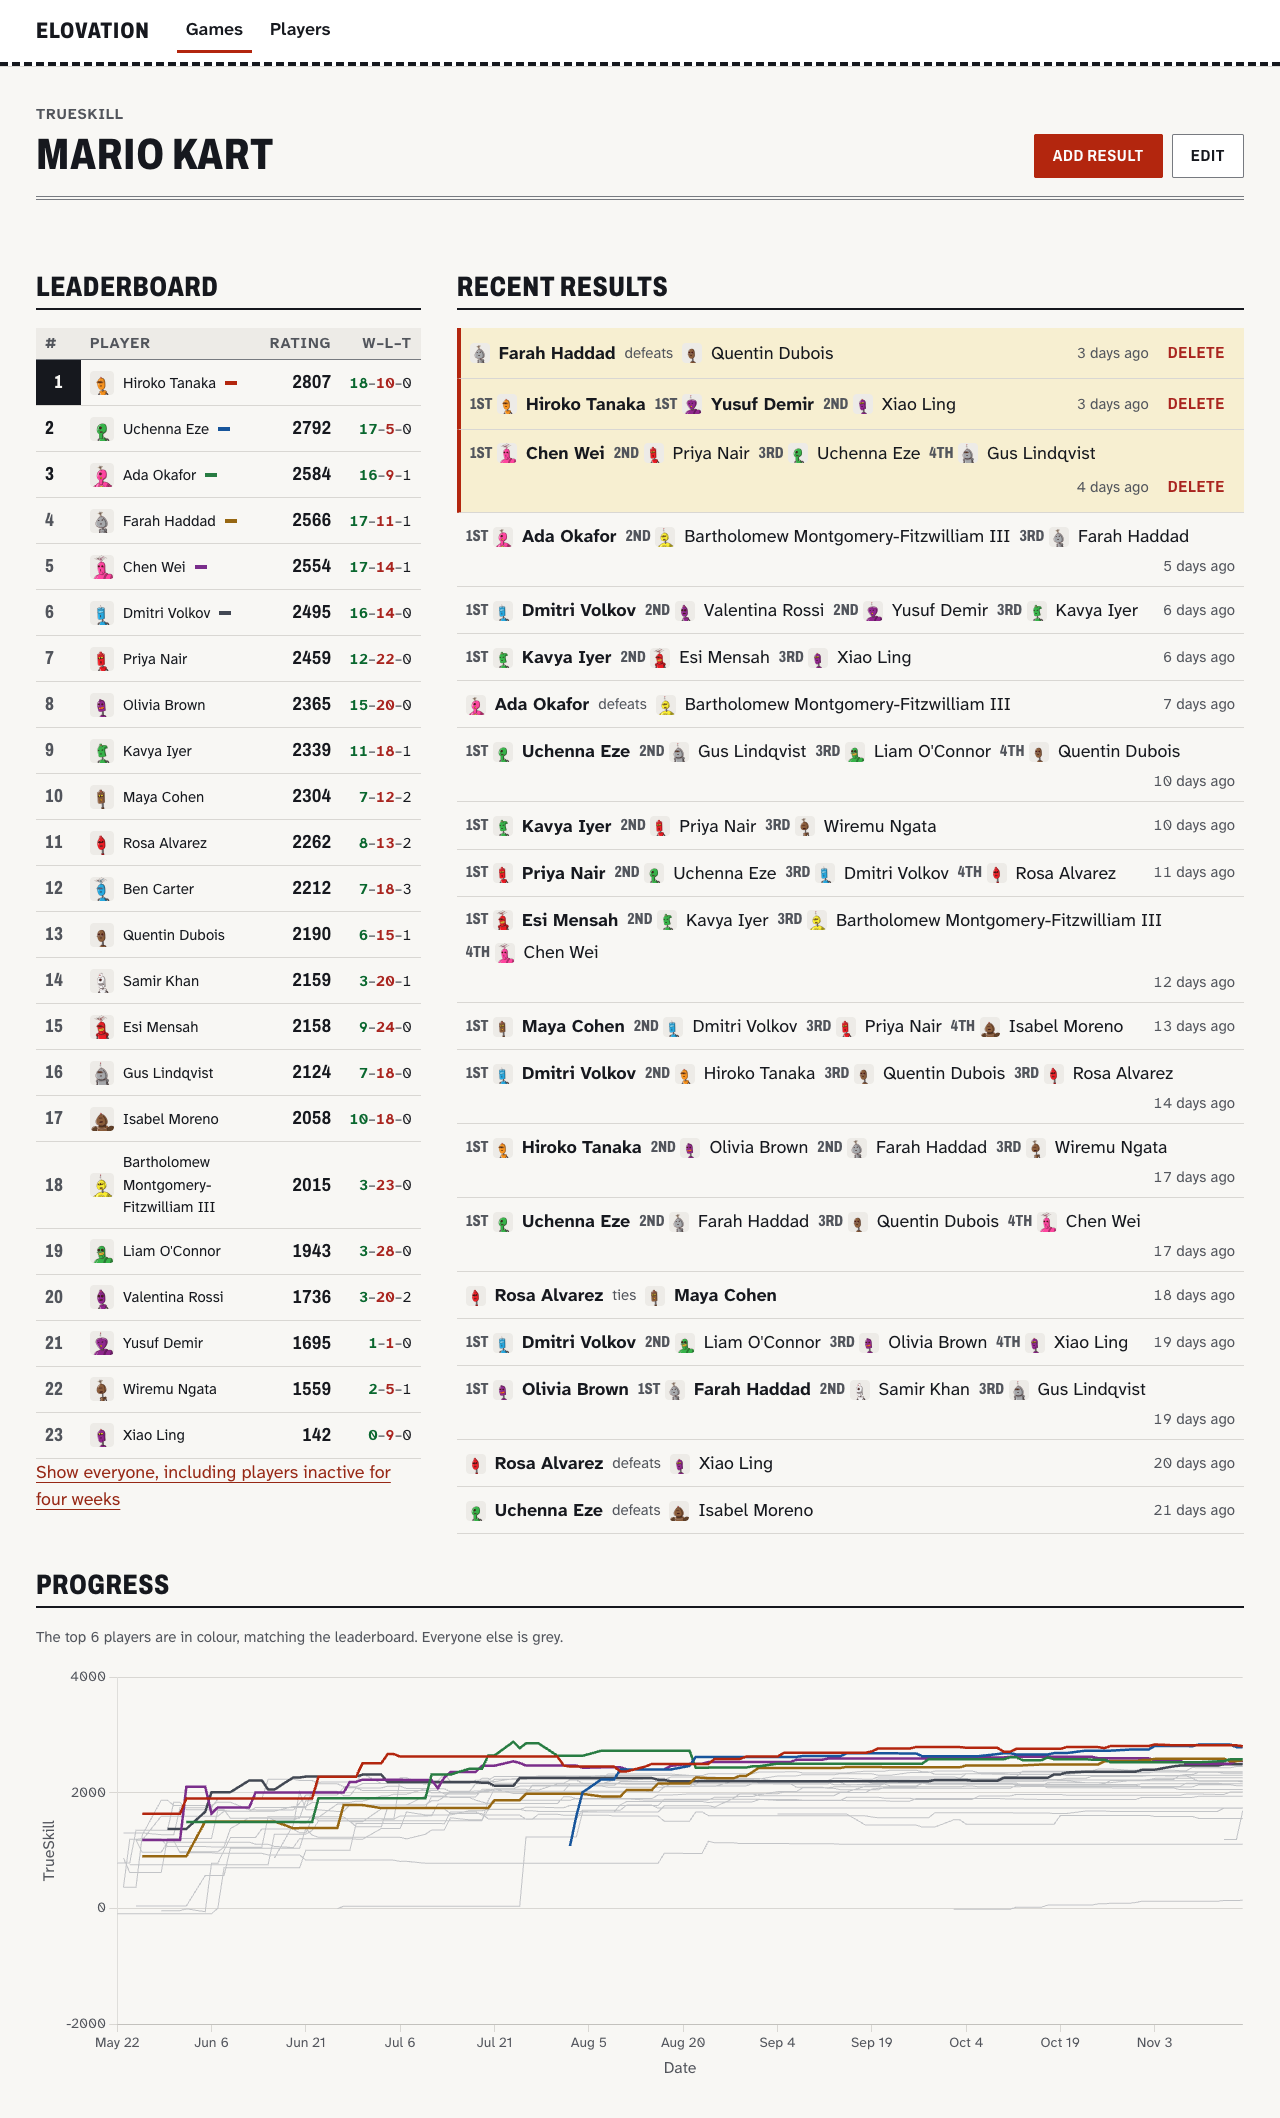 ELOVATION Games Players
TRUESKILL
MARIO KART
ADD RESULT EDIT
LEADERBOARD
# PLAYER RATING W–L–T
1 Hiroko Tanaka 2807 18–10–0
2 Uchenna Eze 2792 17–5–0
3 Ada Okafor 2584 16–9–1
4 Farah Haddad 2566 17–11–1
5 Chen Wei 2554 17–14–1
6 Dmitri Volkov 2495 16–14–0
7 Priya Nair 2459 12–22–0
8 Olivia Brown 2365 15–20–0
9 Kavya Iyer 2339 11–18–1
10 Maya Cohen 2304 7–12–2
11 Rosa Alvarez 2262 8–13–2
12 Ben Carter 2212 7–18–3
13 Quentin Dubois 2190 6–15–1
14 Samir Khan 2159 3–20–1
15 Esi Mensah 2158 9–24–0
16 Gus Lindqvist 2124 7–18–0
17 Isabel Moreno 2058 10–18–0
Bartholomew
18 Montgomery- 2015 3–23–0
Fitzwilliam III
19 Liam O'Connor 1943 3–28–0
20 Valentina Rossi 1736 3–20–2
21 Yusuf Demir 1695 1–1–0
22 Wiremu Ngata 1559 2–5–1
23 Xiao Ling 142 0–9–0
Show everyone, including players inactive for
four weeks
RECENT RESULTS
Farah Haddad defeats Quentin Dubois 3 days ago DELETE
1ST Hiroko Tanaka 1ST Yusuf Demir 2ND Xiao Ling 3 days ago DELETE
1ST Chen Wei 2ND Priya Nair 3RD Uchenna Eze 4TH Gus Lindqvist
4 days ago DELETE
1ST Ada Okafor 2ND Bartholomew Montgomery-Fitzwilliam III 3RD Farah Haddad
5 days ago
1ST Dmitri Volkov 2ND Valentina Rossi 2ND Yusuf Demir 3RD Kavya Iyer 6 days ago
1ST Kavya Iyer 2ND Esi Mensah 3RD Xiao Ling 6 days ago
Ada Okafor defeats Bartholomew Montgomery-Fitzwilliam III 7 days ago
1ST Uchenna Eze 2ND Gus Lindqvist 3RD Liam O'Connor 4TH Quentin Dubois
10 days ago
1ST Kavya Iyer 2ND Priya Nair 3RD Wiremu Ngata 10 days ago
1ST Priya Nair 2ND Uchenna Eze 3RD Dmitri Volkov 4TH Rosa Alvarez 11 days ago
1ST Esi Mensah 2ND Kavya Iyer 3RD Bartholomew Montgomery-Fitzwilliam III
4TH Chen Wei
12 days ago
1ST Maya Cohen 2ND Dmitri Volkov 3RD Priya Nair 4TH Isabel Moreno 13 days ago
1ST Dmitri Volkov 2ND Hiroko Tanaka 3RD Quentin Dubois 3RD Rosa Alvarez
14 days ago
1ST Hiroko Tanaka 2ND Olivia Brown 2ND Farah Haddad 3RD Wiremu Ngata
17 days ago
1ST Uchenna Eze 2ND Farah Haddad 3RD Quentin Dubois 4TH Chen Wei
17 days ago
Rosa Alvarez ties Maya Cohen 18 days ago
1ST Dmitri Volkov 2ND Liam O'Connor 3RD Olivia Brown 4TH Xiao Ling 19 days ago
1ST Olivia Brown 1ST Farah Haddad 2ND Samir Khan 3RD Gus Lindqvist
19 days ago
Rosa Alvarez defeats Xiao Ling 20 days ago
Uchenna Eze defeats Isabel Moreno 21 days ago
PROGRESS
The top 6 players are in colour, matching the leaderboard. Everyone else is grey.
4000
2000
0
-2000
TrueSkill
May 22 Jun 6 Jun 21 Jul 6 Jul 21 Aug 5 Aug 20 Sep 4 Sep 19 Oct 4 Oct 19 Nov 3
Date